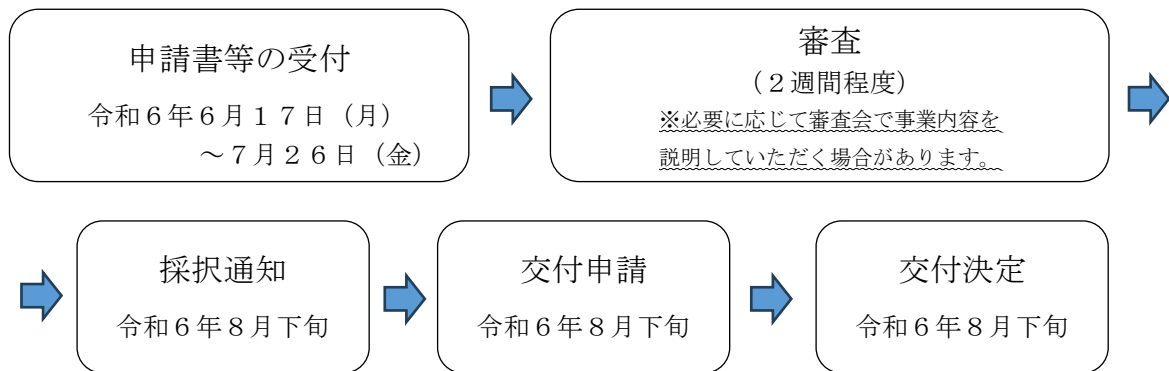 申請書等の受付
令和６年６月１７日（月）
～７月２６日（金）
審査
（２週間程度）
※必要に応じて審査会で事業内容を
説明していただく場合があります。
採択通知
令和６年８月下旬
交付申請
令和６年８月下旬
交付決定
令和６年８月下旬